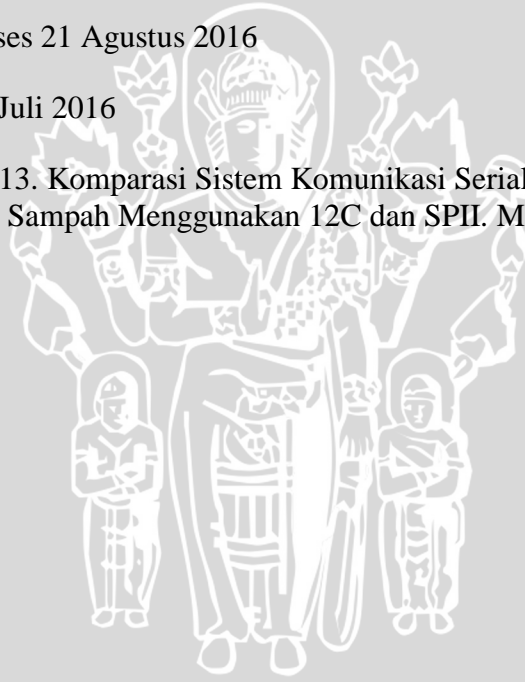 ses 21 Agustus 2016
Juli 2016
13. Komparasi Sistem Komunikasi Serial
Sampah Menggunakan 12C dan SPII. M